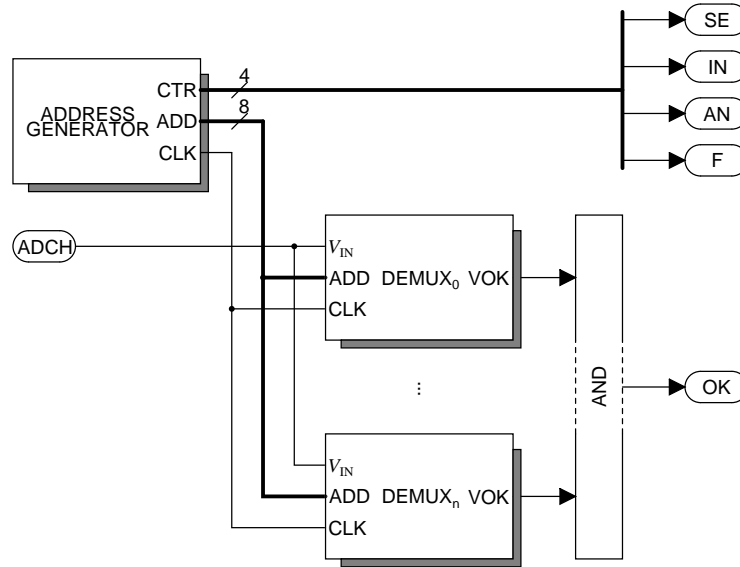 SE
IN
AN
F
4
8
CTR
ADDRESS
GENERATOR
ADD
CLK
ADCH
VIN
ADD DEMUX0 VOK
CLK
...
AND
OK
VIN
ADD DEMUXn VOK
CLK